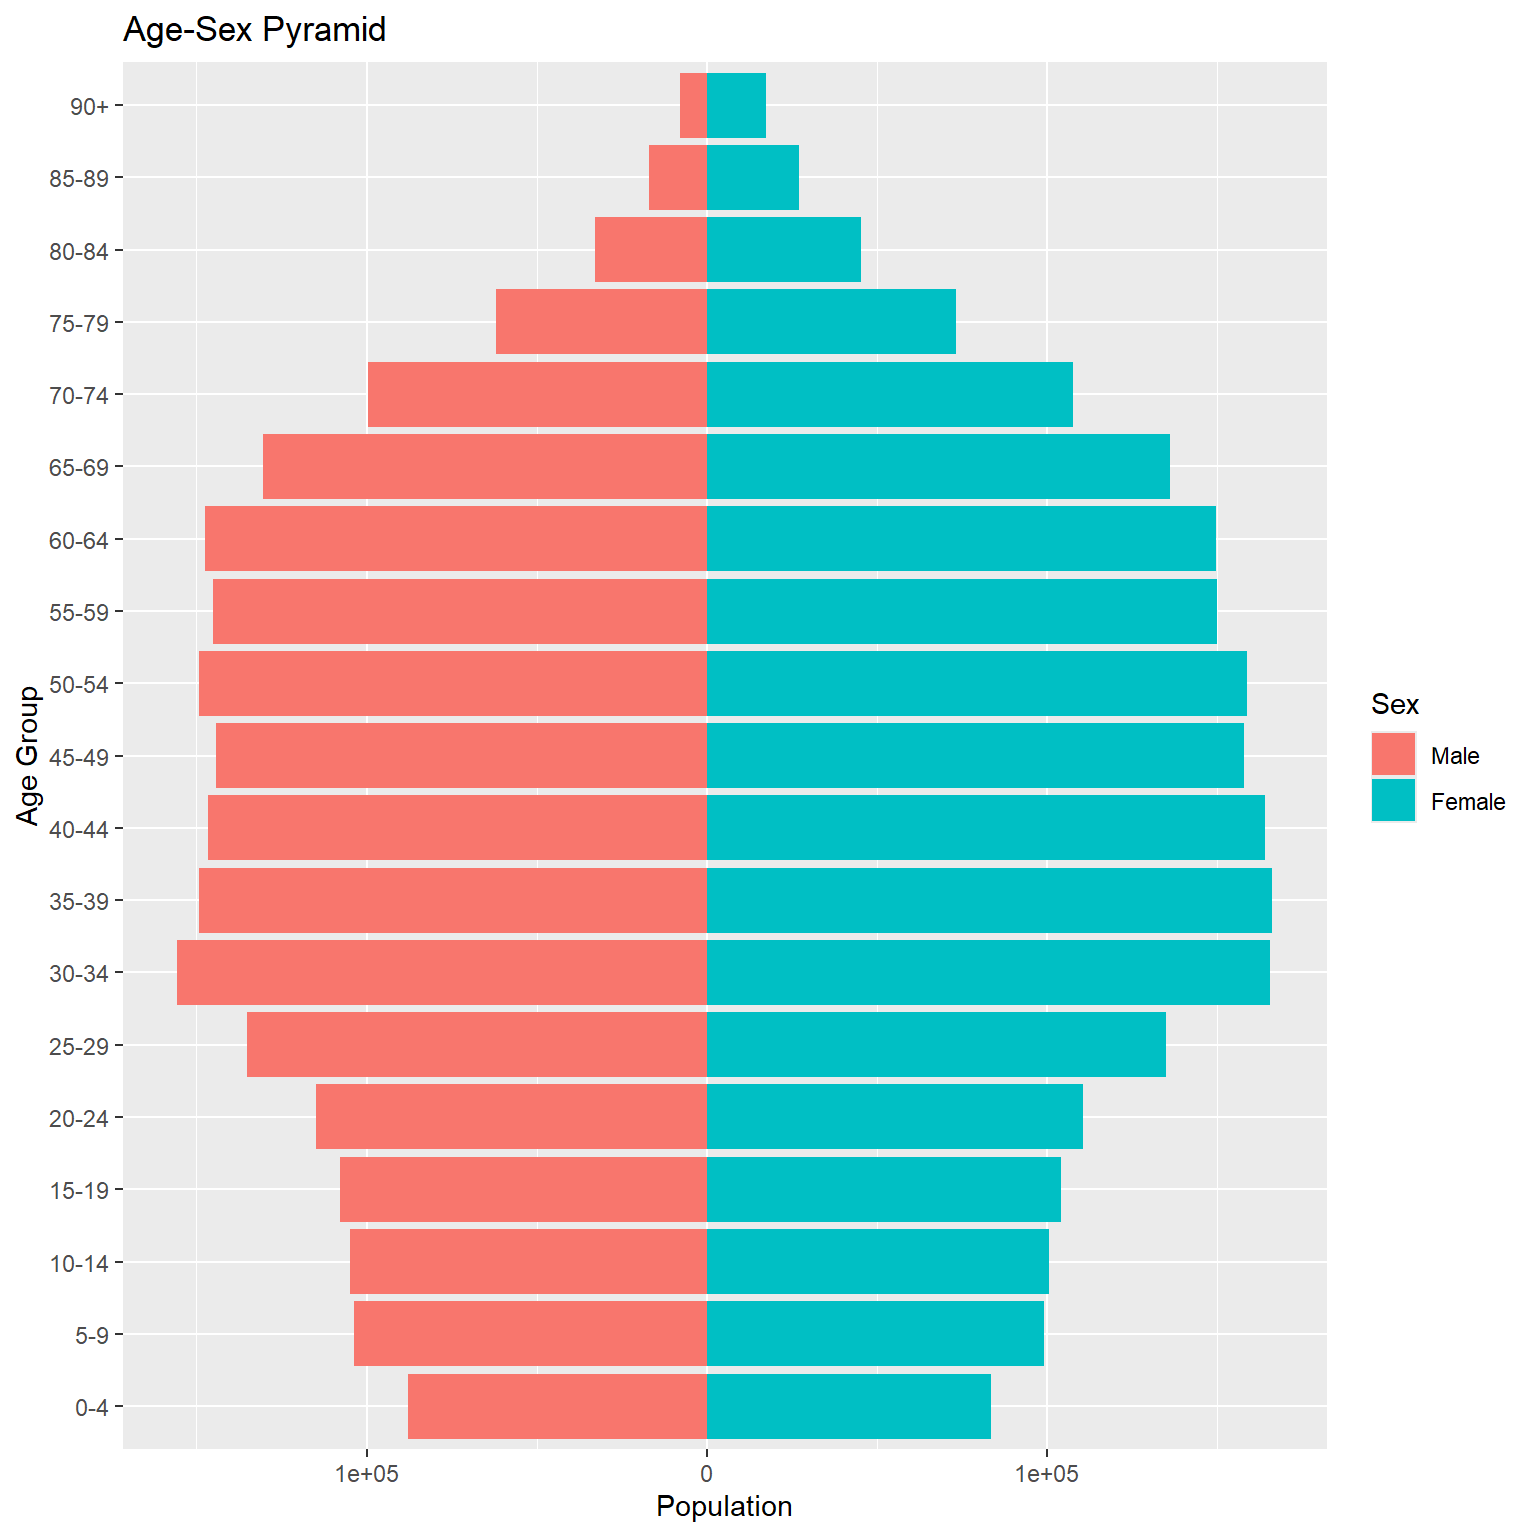 Age-Sex Pyramid
90+
85-89
80-84
75-79
70-74
65-69
60-64
55-59
50-54
45-49
40-44
35-39
30-34
25-29
20-24
15-19
10-14
5-9
0-4
Age Group
1e+05 0 1e+05
Population
Sex
Male
Female